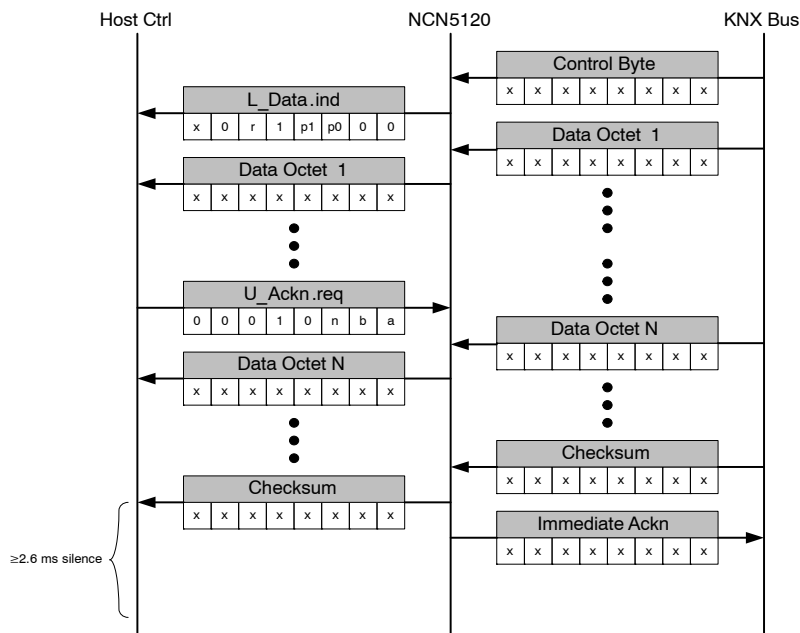 Host Ctrl NCN5120 KNX Bus
Control Byte
x x x x x x x x
L_Data.ind
x 0 r 1 p1 p0 0 0
Data Octet 1
x x x x x x x x
Data Octet 1
x x x x x x x x
U_Ackn.req
0 0 0 1 0 n b a
Data Octet N
x x x x x x x x
Data Octet N
x x x x x x x x
Checksum
x x x x x x x x
Checksum
x x x x x x x x
Immediate Ackn
x x x x x x x x
≥2.6 ms silence